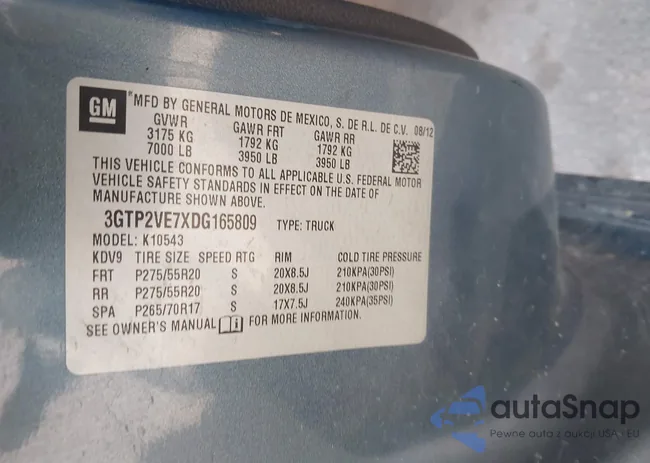 GM
*MFD BY GENERAL MOTORS DE MEXICO, S. DE R.L. DE C.V. 08/12
GVWR GAWR FRT GAWR RR
3175 KG 1792 KG 1792 KG
7000 LB 3950 LB 3950 LB
THIS VEHICLE CONFORMS TO ALL APPLICABLE U.S. FEDERAL MOTOR
VEHICLE SAFETY STANDARDS IN EFFECT ON THE DATE OF
MANUFACTURE SHOWN ABOVE.
3GTP2VE7XDG165809 TYPE: TRUCK
MODEL: K10543
KDV9 TIRE SIZE SPEED RTG RIM COLD TIRE PRESSURE
FRT P275/55R20 S 20X8.5J 210KPA(30PSI)
RR P275/55R20 S 20X8.5J 210KPA(30PSI)
SPA P265/70R17 S 17X7.5J 240KPA(35PSI)
SEE OWNER'S MANUAL FOR MORE INFORMATION.
autaSnap
Pewne auta z aukcji USA i EU